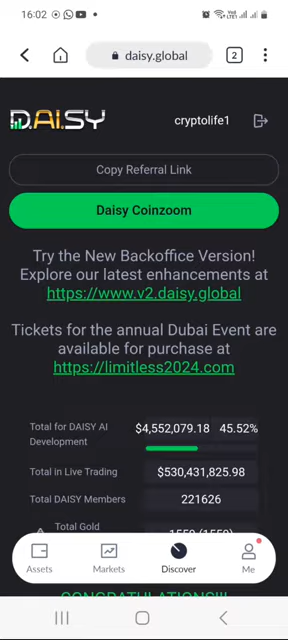 16:02
daisy.global
2
D.AI.SY
cryptolife1
Copy Referral Link
Daisy Coinzoom
Try the New Backoffice Version!
Explore our latest enhancements at
https://www.v2.daisy.global
Tickets for the annual Dubai Event are
available for purchase at
https://limitless2024.com
Total for DAISY AI
Development
$4,552,079.18 45.52%
Total in Live Trading
$530,431,825.98
Total DAISY Members
221626
Total Gold
Assets
Markets
Discover
Me